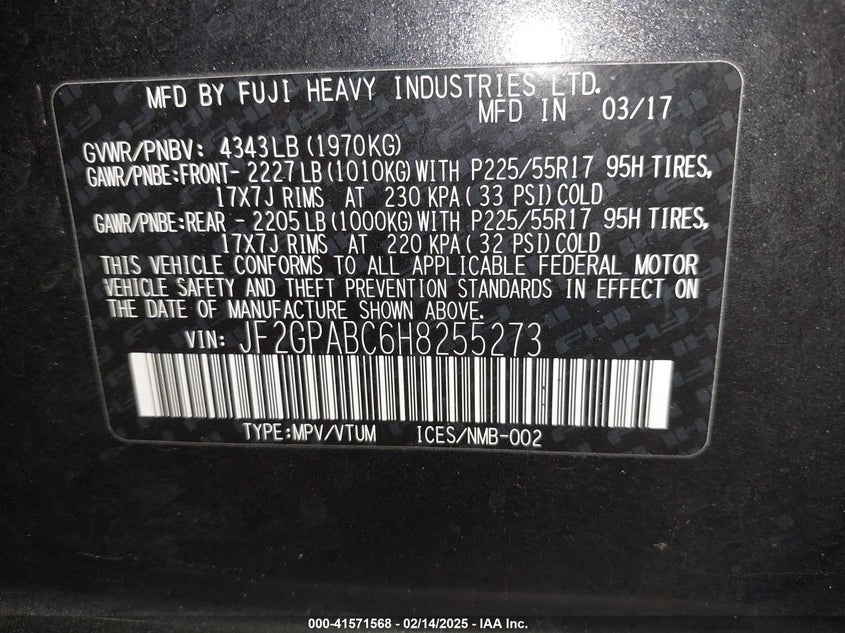 MFD BY FUJI HEAVY INDUSTRIES LTD.
MFD IN 03/17
GVWR/PNBV: 4343LB (1970KG)
GAWR/PNBE:FRONT- 2227LB (1010KG) WITH P225/55R17 95H TIRES,
17X7J RIMS AT 230 KPA ( 33 PSI) COLD
GAWR/PNBE:REAR - 2205LB (1000KG) WITH P225/55R17 95H TIRES,
17X7J RIMS AT 220 KPA ( 32 PSI) COLD
THIS VEHICLE CONFORMS TO ALL APPLICABLE FEDERAL MOTOR
VEHICLE SAFETY AND THEFT PREVENTION STANDARDS IN EFFECT ON
THE DATE OF MANUFACTURE SHOWN ABOVE.
VIN: JF2GPABC6H8255273
TYPE:MPV/VTUM ICES/NMB-002
000-41571568 - 02/14/2025 - IAA Inc.